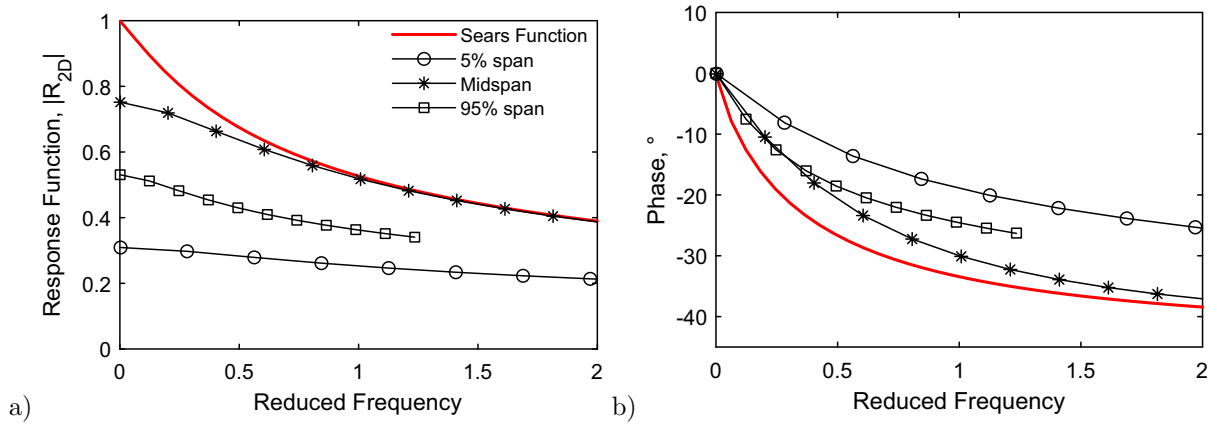 1
0.8
0.6
0.4
0.2
0
0 0.5 1 1.5 2
Response Function, |R_2D|
Reduced Frequency
Sears Function
5% span
Midspan
95% span
a)
10
0
-10
-20
-30
-40
0 0.5 1 1.5 2
Phase, °
Reduced Frequency
b)